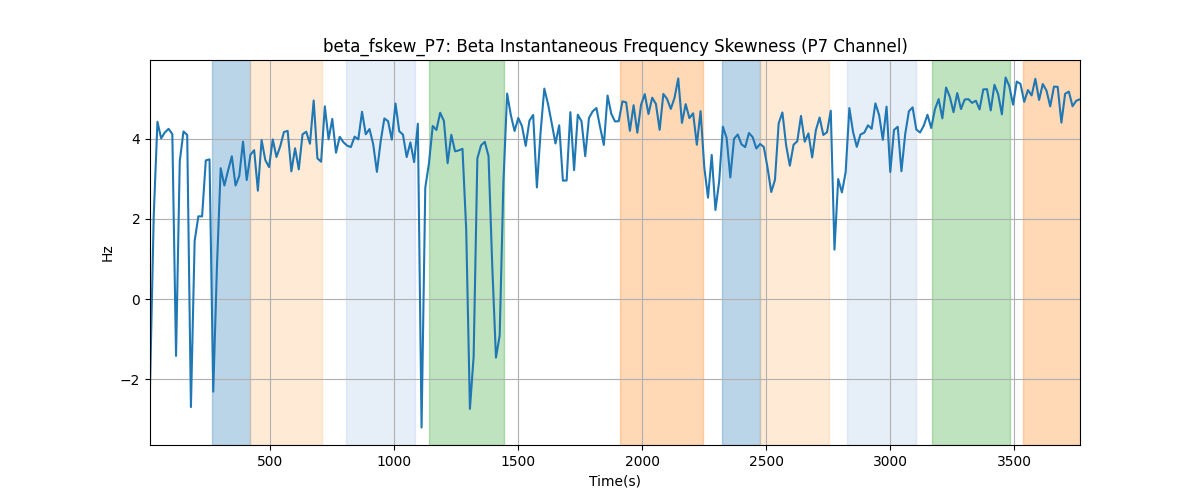 beta_fskew_P7: Beta Instantaneous Frequency Skewness (P7 Channel)
4
2
0
−2
Hz
500 1000 1500 2000 2500 3000 3500
Time(s)